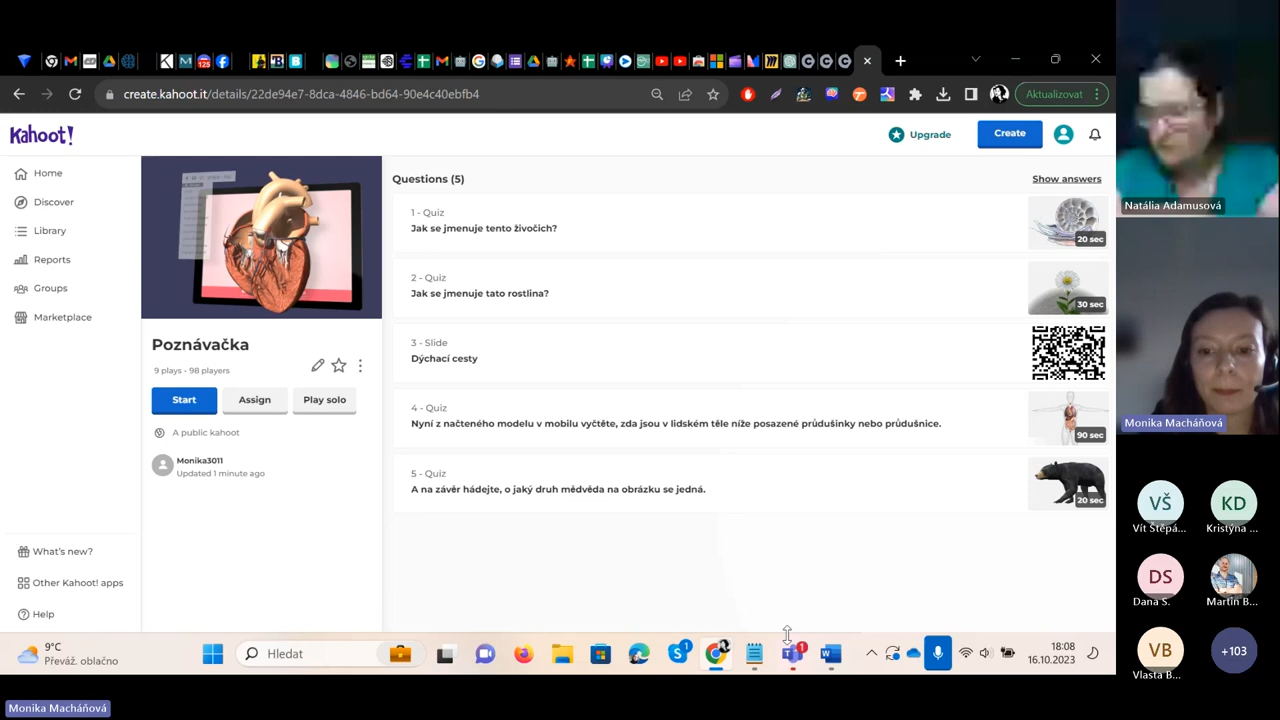 create.kahoot.it/details/22de94e7-8dca-4846-bd64-90e4c40ebfb4
Aktualizovat
Kahoot!
Upgrade
Create
Home
Discover
Library
Reports
Groups
Marketplace
What's new?
Other Kahoot! apps
Help
Poznávačka
9 plays · 98 players
Start
Assign
Play solo
A public kahoot
Monika3011
Updated 1 minute ago
Questions (5)
Show answers
1 - Quiz
Jak se jmenuje tento živočich?
20 sec
2 - Quiz
Jak se jmenuje tato rostlina?
30 sec
3 - Slide
Dýchací cesty
4 - Quiz
Nyní z načteného modelu v mobilu vyčtěte, zda jsou v lidském těle níže posazené průdušinky nebo průdušnice.
90 sec
5 - Quiz
A na závěr hádejte, o jaký druh mědvěda na obrázku se jedná.
20 sec
9°C
Převáž. oblačno
Hledat
18:08
16.10.2023
Natália Adamusová
Monika Macháňová
VŠ
Vít Štěpá...
KD
Kristýna ...
DS
Dana S.
Martin B...
VB
Vlasta B...
+103
Monika Macháňová